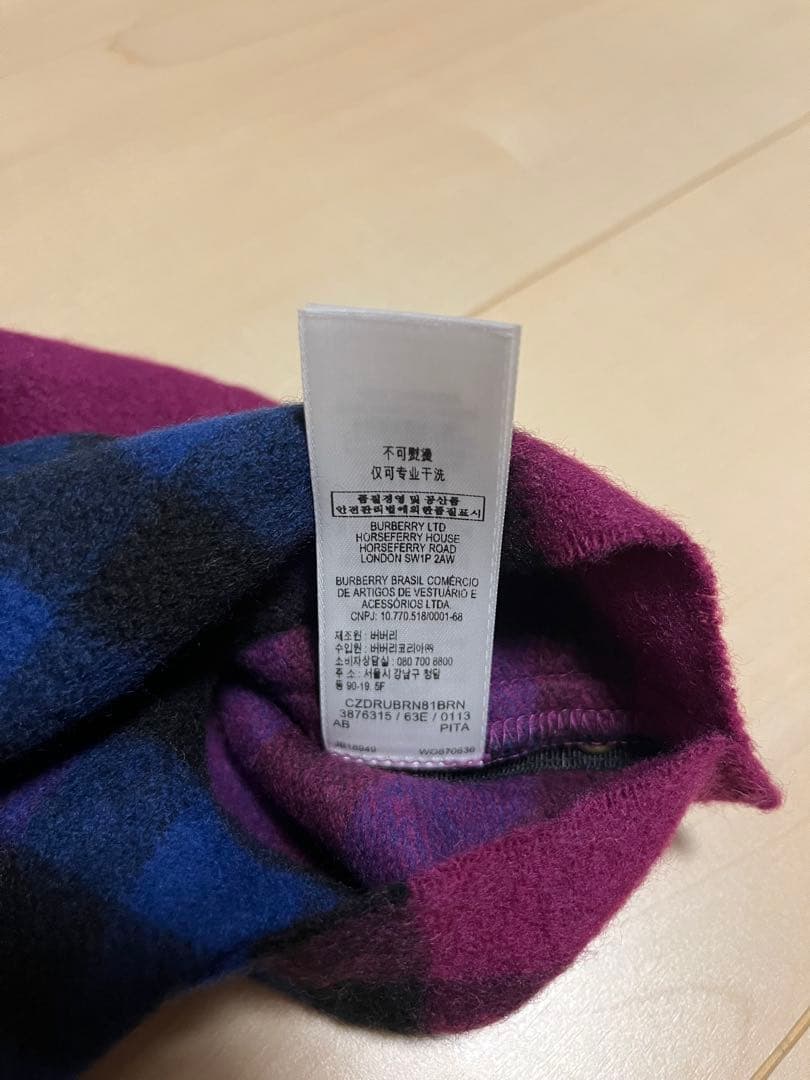 不可熨烫
仅可专业干洗
품질경영 및 공산품
안전관리법에의한품질표시
BURBERRY LTD
HORSEFERRY HOUSE
HORSEFERRY ROAD
LONDON SW1P 2AW
BURBERRY BRASIL COMÉRCIO
DE ARTIGOS DE VESTUÁRIO E
ACESSÓRIOS LTDA.
CNPJ: 10.770.518/0001-68
제조원 : 버버리
수입원 : 버버리코리아㈜
소비자상담실 : 080 700 8800
주 소 : 서울시 강남구 청담
동 90-19. 5F
CZDRUBRN81BRN
3876315 / 63E / 0113
AB PITA
WO870636